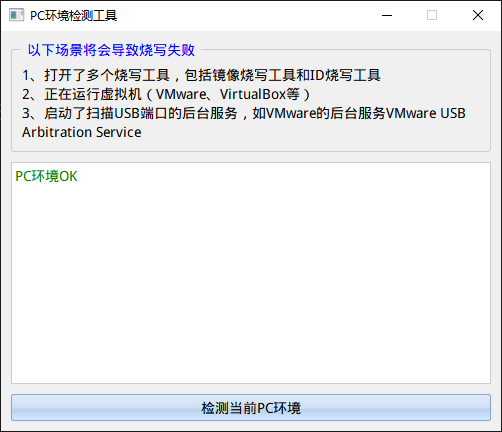 PC环境检测工具
以下场景将会导致烧写失败
1、打开了多个烧写工具，包括镜像烧写工具和ID烧写工具
2、正在运行虚拟机（VMware、VirtualBox等）
3、启动了扫描USB端口的后台服务，如VMware的后台服务VMware USB
Arbitration Service
PC环境OK
检测当前PC环境